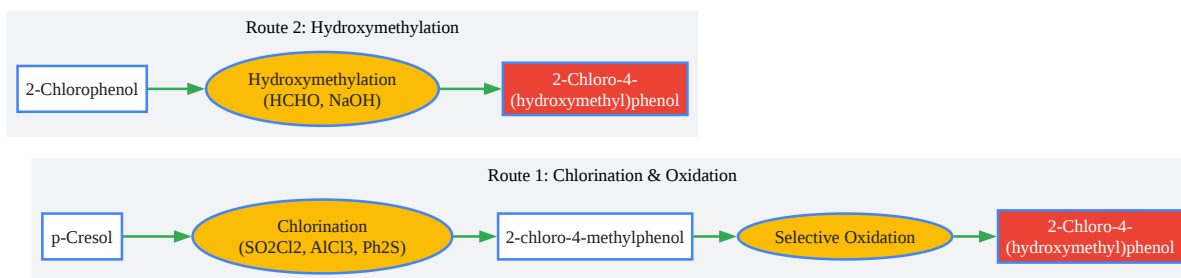 Route 2: Hydroxymethylation
2-Chlorophenol
Hydroxymethylation
(HCHO, NaOH)
2-Chloro-4-
(hydroxymethyl)phenol
Route 1: Chlorination & Oxidation
p-Cresol
Chlorination
(SO2Cl2, AlCl3, Ph2S)
2-chloro-4-methylphenol
Selective Oxidation
2-Chloro-4-
(hydroxymethyl)phenol